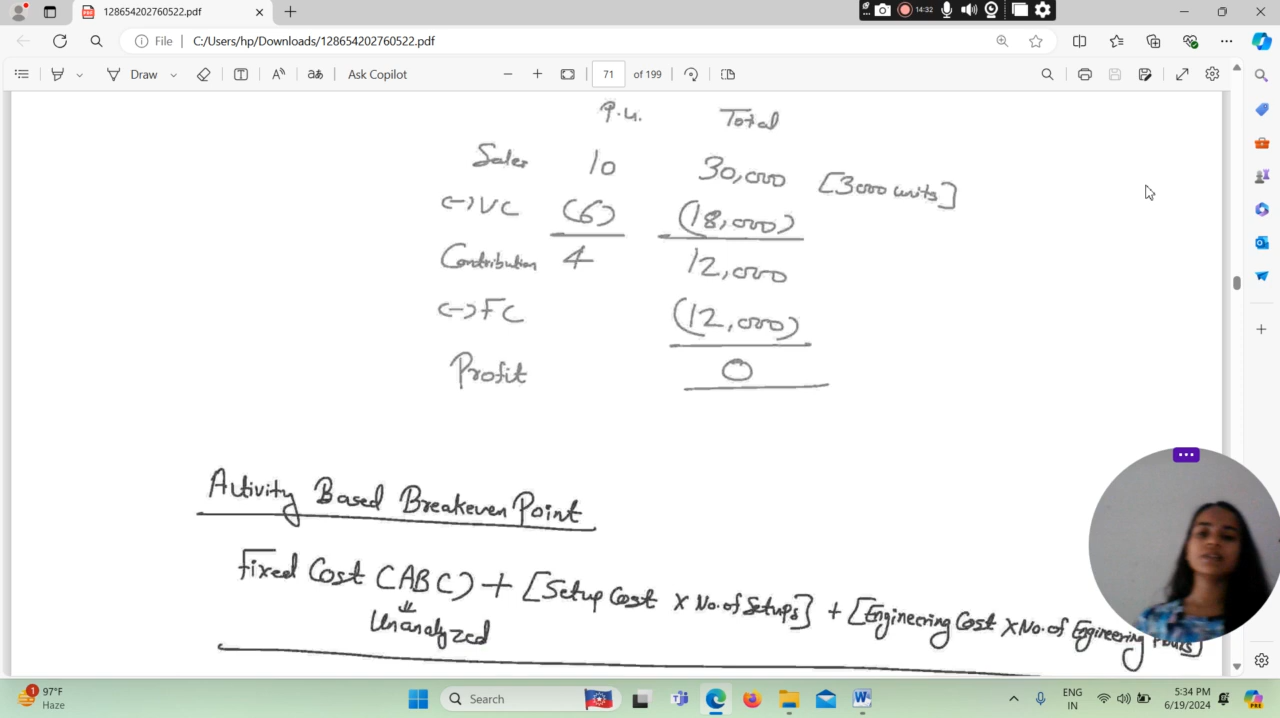 128654202760522.pdf
14:32
File C:/Users/hp/Downloads/128654202760522.pdf
Draw Ask Copilot 71 of 199
P.u. Total
Sales 10 30,000 [3000 units]
(-) VC (6) (18,000)
Contribution 4 12,000
(-) FC (12,000)
Profit 0
Activity Based Breakeven Point
Fixed Cost (ABC) + [Setup Cost x No. of Setups] + [Engineering Cost x No. of Engineering Hours]
Unanalyzed
97°F
Haze
Search
ENG
IN
5:34 PM
6/19/2024